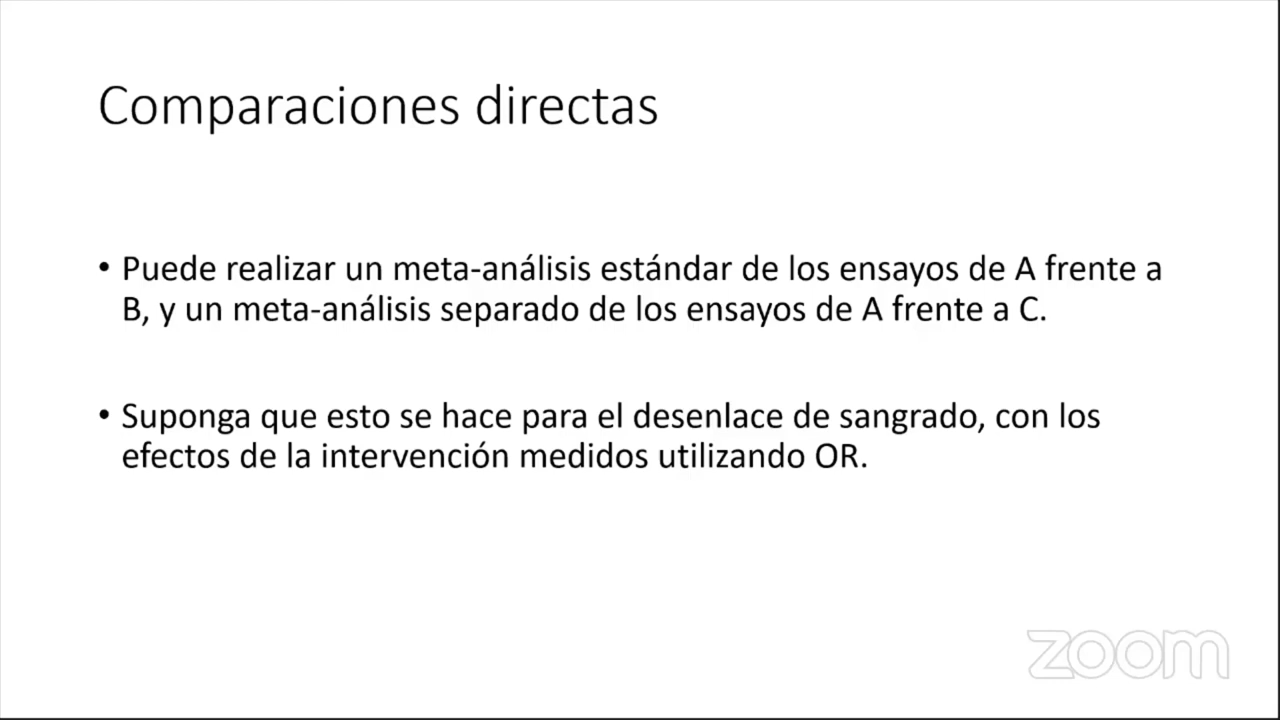 Comparaciones directas
• Puede realizar un meta-análisis estándar de los ensayos de A frente a
B, y un meta-análisis separado de los ensayos de A frente a C.
• Suponga que esto se hace para el desenlace de sangrado, con los
efectos de la intervención medidos utilizando OR.
zoom